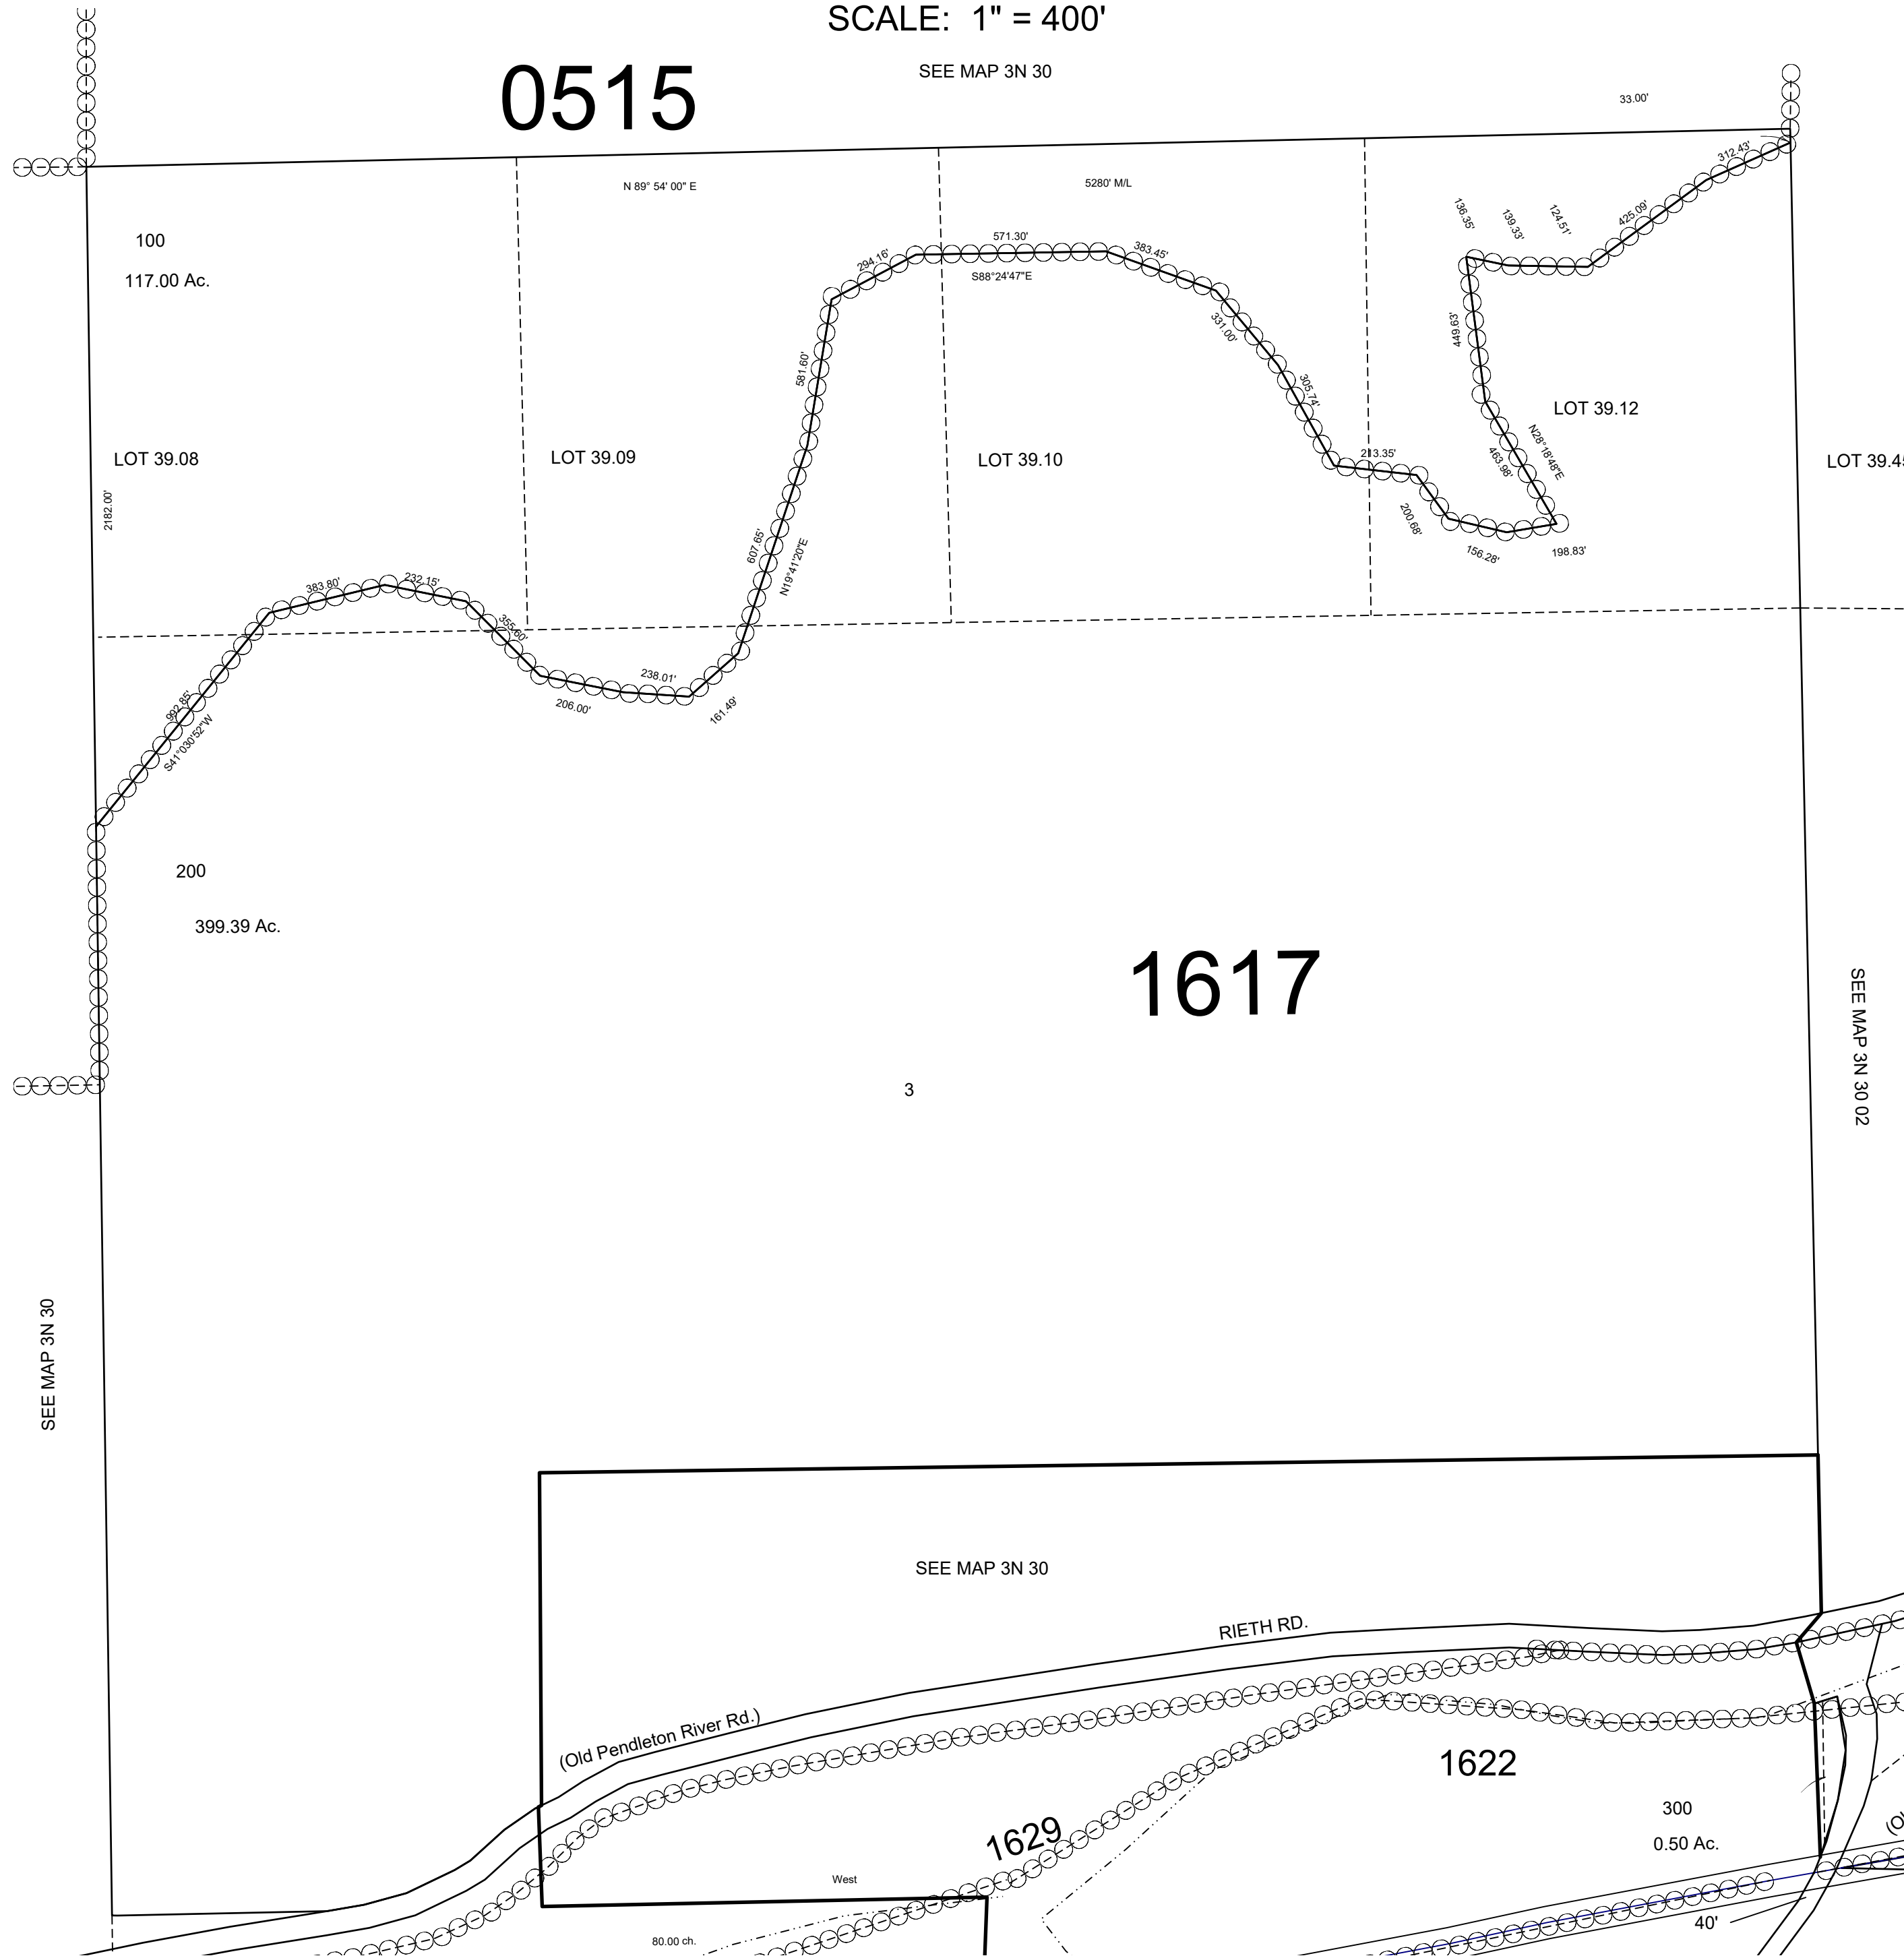 SCALE: 1" = 400'
0515
SEE MAP 3N 30
33.00'
N 89° 54' 00" E
5280' M/L
312.43'
100
117.00 Ac.
294.16'
571.30'
S88°24'47"E
383.45'
136.35'
139.33'
124.51'
425.09'
581.60'
331.00'
449.63'
305.74'
LOT 39.12
LOT 39.08
LOT 39.09
LOT 39.10
213.35'
463.98'
N28°18'48"E
LOT 39.45
2182.00'
607.65'
N19°41'20"E
200.68'
156.28'
198.83'
383.80'
232.15'
355.60'
206.00'
238.01'
161.49'
992.85'
S41°030'52"W
200
399.39 Ac.
1617
3
SEE MAP 3N 30 02
SEE MAP 3N 30
SEE MAP 3N 30
RIETH RD.
(Old Pendleton River Rd.)
1622
300
0.50 Ac.
1629
West
80.00 ch.
40'